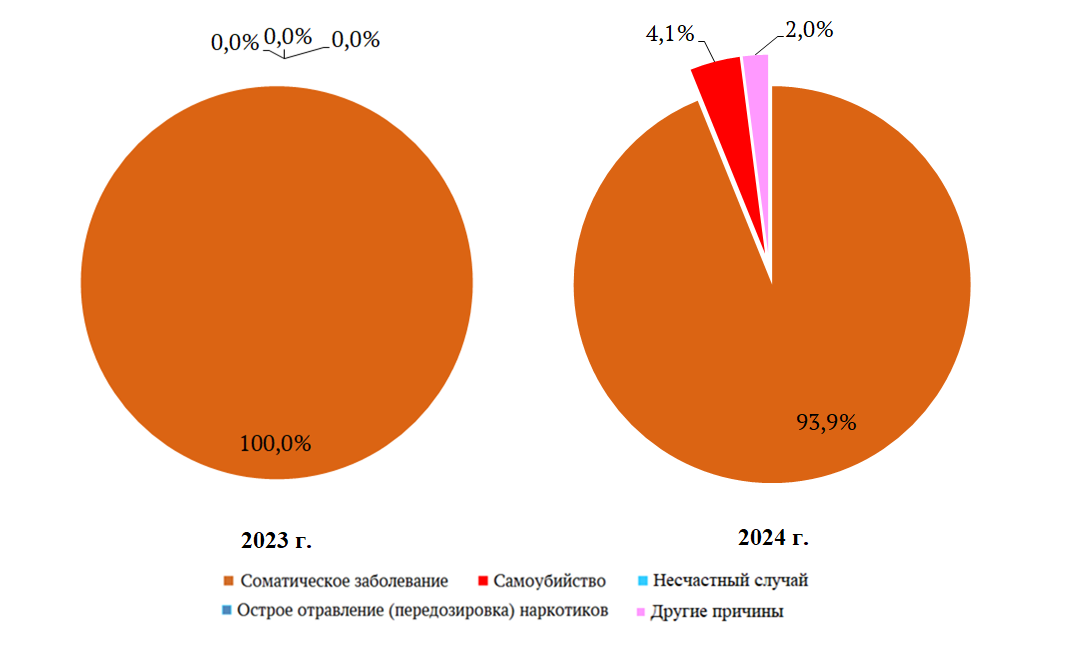 0,0% 0,0% 0,0%
4,1% 2,0%
100,0%
93,9%
2023 г.
2024 г.
Соматическое заболевание Самоубийство Несчастный случай
Острое отравление (передозировка) наркотиков Другие причины